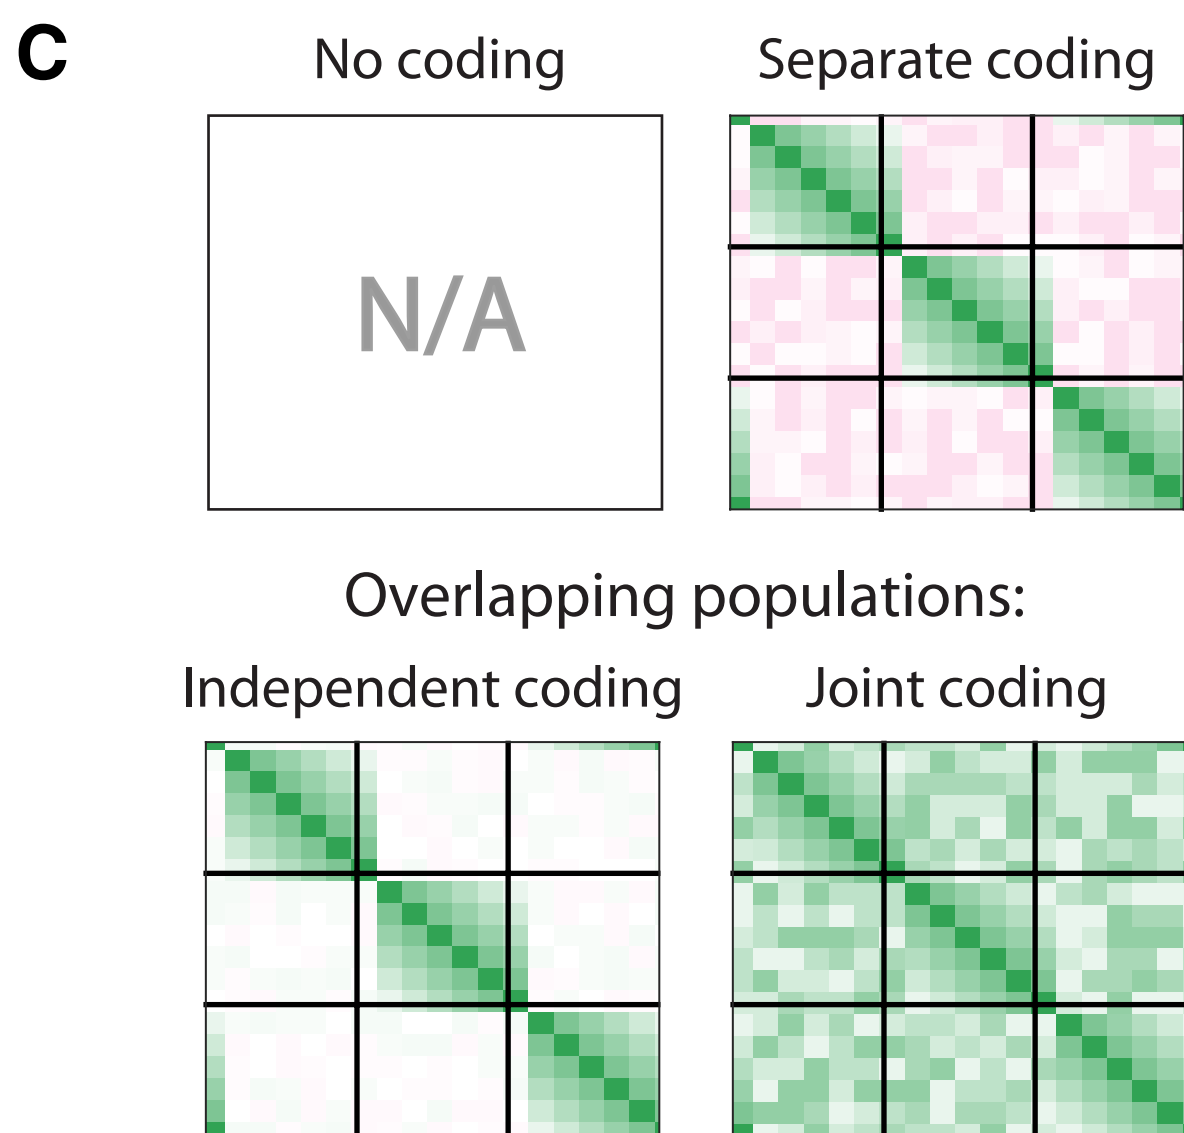 C
No coding
Separate coding
N/A
Overlapping populations:
Independent coding
Joint coding